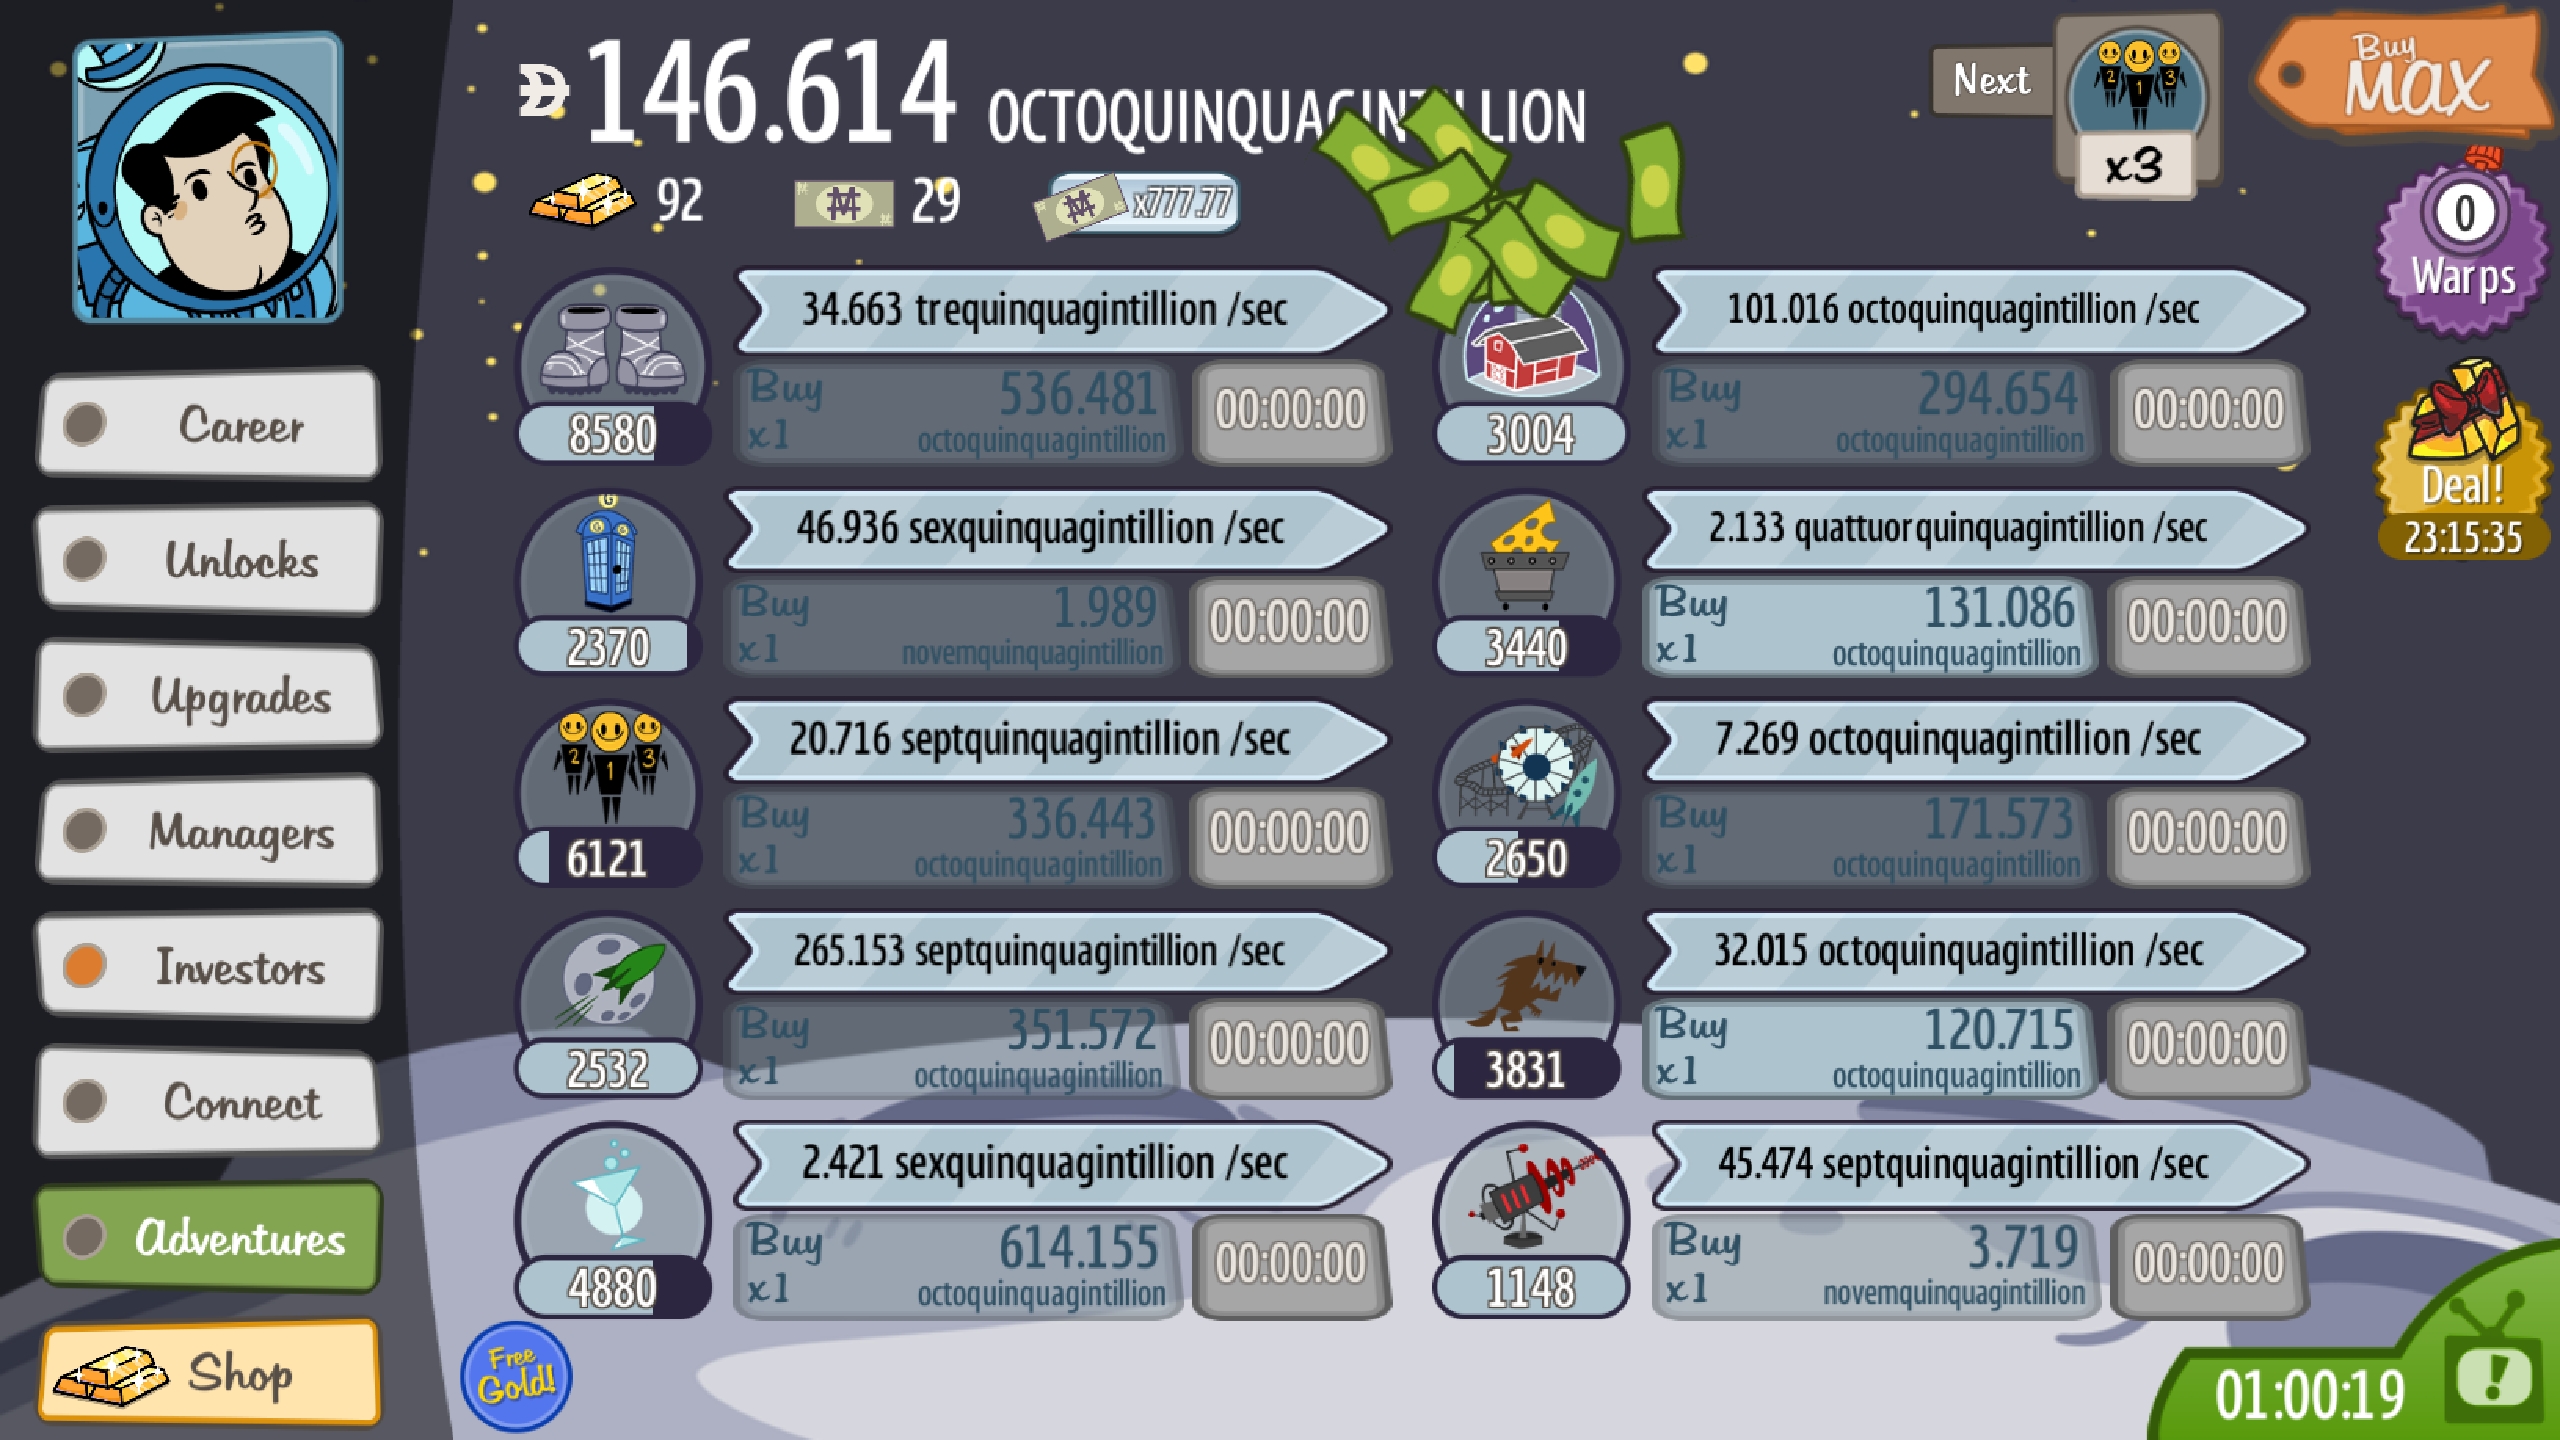 146.614 OCTOQUINQUAGINTILLION
Next
x3
Buy
MAX
92
29
x777.77
0
Warps
Deal!
23:15:35
Career
Unlocks
Upgrades
Managers
Investors
Connect
Adventures
Shop
34.663 trequinquagintillion /sec
Buy 536.481
x1 octoquinquagintillion
00:00:00
8580
101.016 octoquinquagintillion /sec
Buy 294.654
x1 octoquinquagintillion
00:00:00
3004
G
46.936 sexquinquagintillion /sec
Buy 1.989
x1 novemquinquagintillion
00:00:00
2370
2.133 quattuorquinquagintillion /sec
Buy 131.086
x1 octoquinquagintillion
00:00:00
3440
2 1 3
20.716 septquinquagintillion /sec
Buy 336.443
x1 octoquinquagintillion
00:00:00
6121
7.269 octoquinquagintillion /sec
Buy 171.573
x1 octoquinquagintillion
00:00:00
2650
265.153 septquinquagintillion /sec
Buy 351.572
x1 octoquinquagintillion
00:00:00
2532
32.015 octoquinquagintillion /sec
Buy 120.715
x1 octoquinquagintillion
00:00:00
3831
2.421 sexquinquagintillion /sec
Buy 614.155
x1 octoquinquagintillion
00:00:00
4880
45.474 septquinquagintillion /sec
Buy 3.719
x1 novemquinquagintillion
00:00:00
1148
Free
Gold!
01:00:19
!